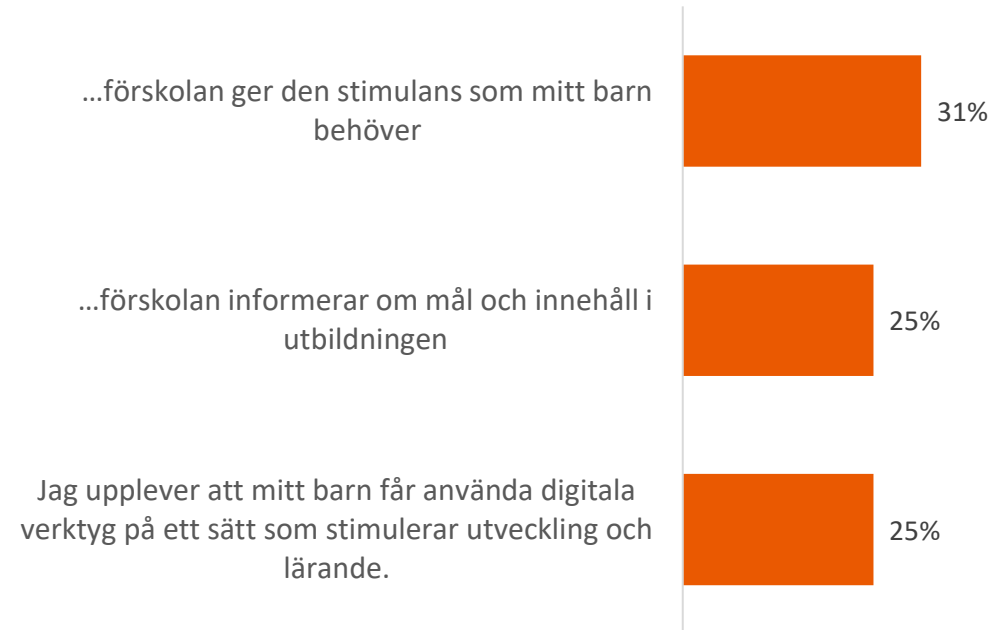 ...förskolan ger den stimulans som mitt barn
behöver
31%
...förskolan informerar om mål och innehåll i
utbildningen
25%
Jag upplever att mitt barn får använda digitala
verktyg på ett sätt som stimulerar utveckling och
lärande.
25%